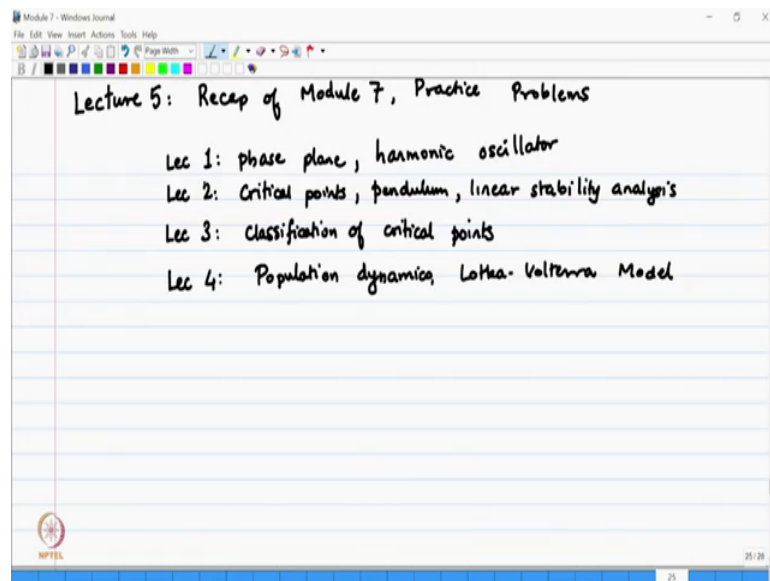 Module 7 - Windows Journal
File Edit View Insert Actions Tools Help
Page Width
B I
Lecture 5: Recap of Module 7, Practice Problems
Lec 1: phase plane, harmonic oscillator
Lec 2: Critical points, pendulum, linear stability analysis
Lec 3: Classification of critical points
Lec 4: Population dynamics, Lotka-Volterra Model
NPTEL
25/28
25